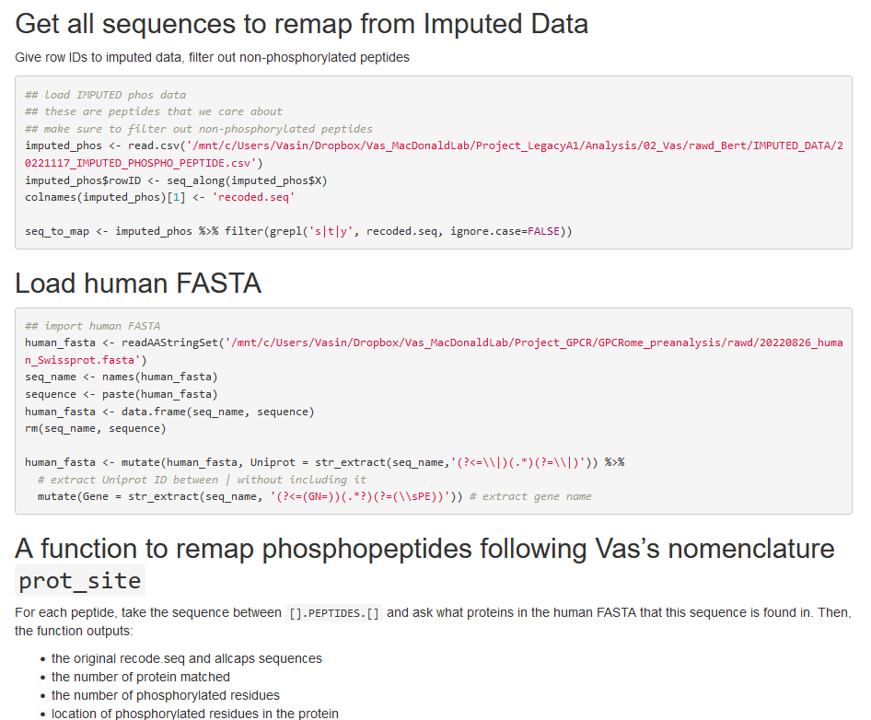 Get all sequences to remap from Imputed Data
Give row IDs to imputed data, filter out non-phosphorylated peptides
## load IMPUTED phos data
## these are peptides that we care about
## make sure to filter out non-phosphorylated peptides
imputed_phos <- read.csv('/mnt/c/Users/Vasin/Dropbox/Vas_MacDonaldLab/Project_LegacyA1/Analysis/02_Vas/rawd_Bert/IMPUTED_DATA/2
0221117_IMPUTED_PHOSPHO_PEPTIDE.csv')
imputed_phos$rowID <- seq_along(imputed_phos$X)
colnames(imputed_phos)[1] <- 'recoded.seq'
seq_to_map <- imputed_phos %>% filter(grepl('s|t|y', recoded.seq, ignore.case=FALSE))
Load human FASTA
## import human FASTA
human_fasta <- readAAStringSet('/mnt/c/Users/Vasin/Dropbox/Vas_MacDonaldLab/Project_GPCR/GPCRome_preanalysis/rawd/20220826_huma
n_Swissprot.fasta')
seq_name <- names(human_fasta)
sequence <- paste(human_fasta)
human_fasta <- data.frame(seq_name, sequence)
rm(seq_name, sequence)
human_fasta <- mutate(human_fasta, Uniprot = str_extract(seq_name,'(?<=\\|)(.*)(?=\\|)')) %>%
# extract Uniprot ID between | without including it
mutate(Gene = str_extract(seq_name, '(?<=(GN=))(.*?)(?=(\\sPE))')) # extract gene name
A function to remap phosphopeptides following Vas’s nomenclature
prot_site
For each peptide, take the sequence between [].PEPTIDES.[] and ask what proteins in the human FASTA that this sequence is found in. Then,
the function outputs:
• the original recode.seq and allcaps sequences
• the number of protein matched
• the number of phosphorylated residues
• location of phosphorylated residues in the protein